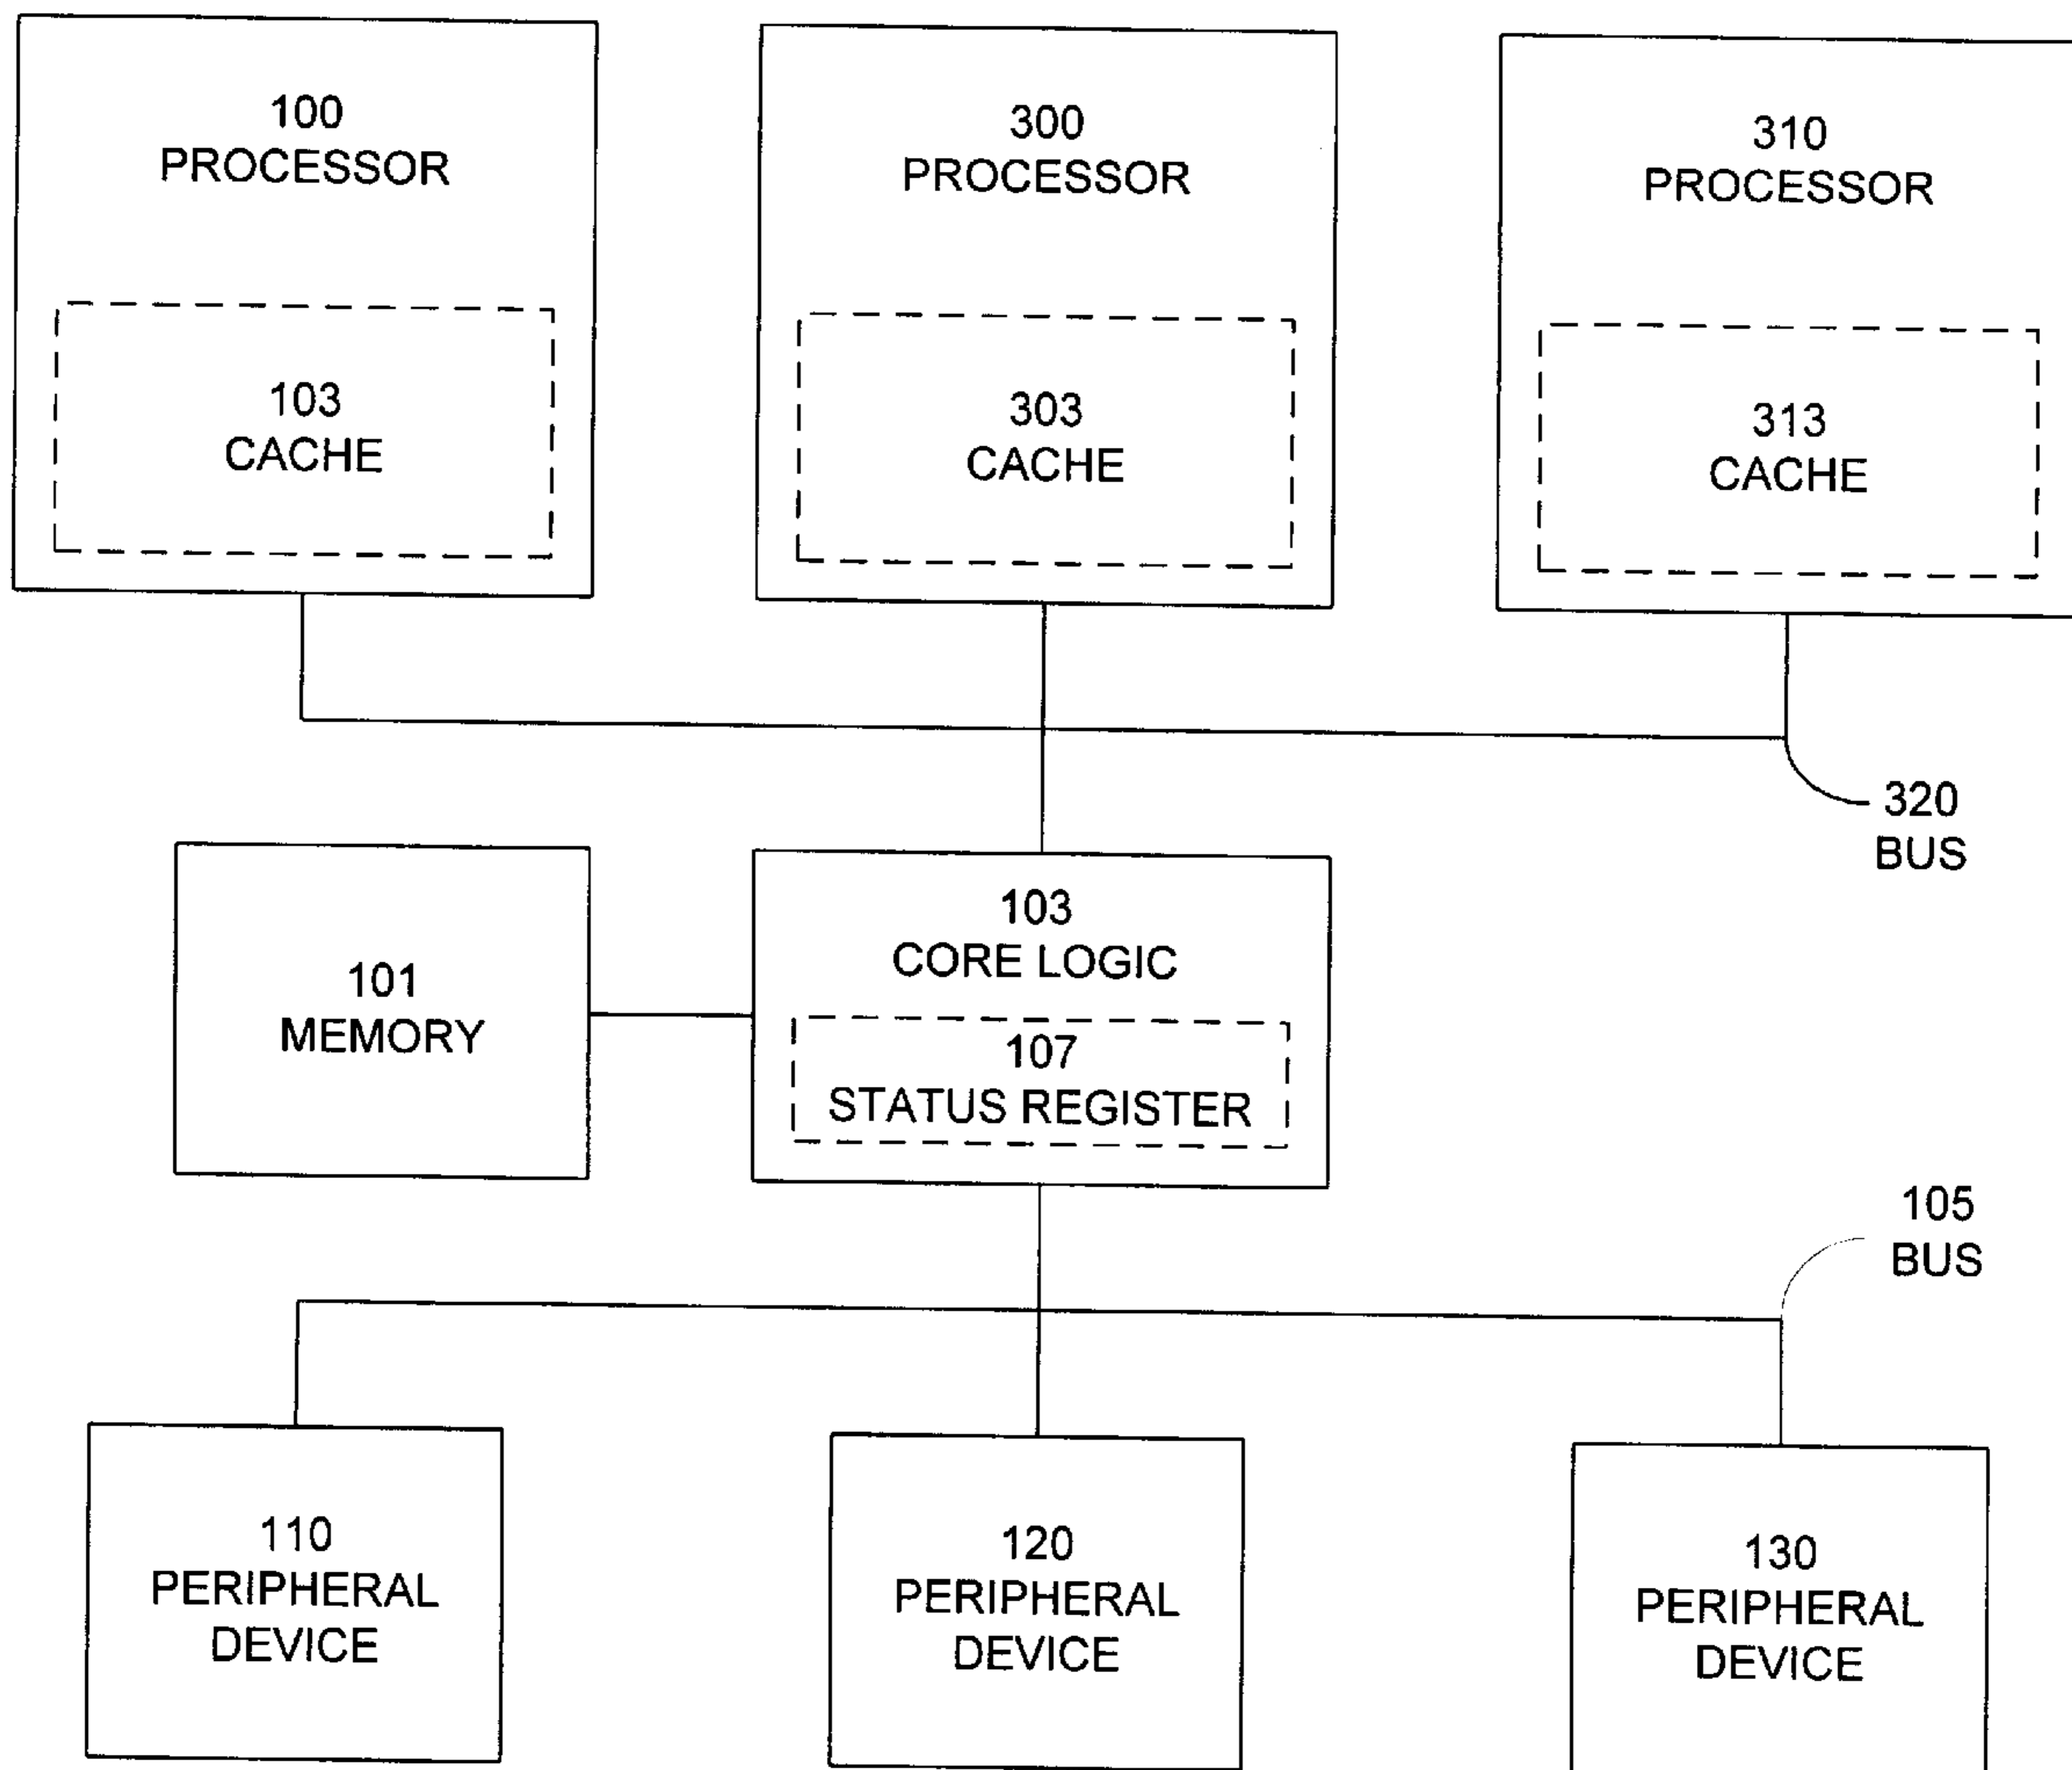 100
PROCESSOR
300
PROCESSOR
310
PROCESSOR
103
CACHE
303
CACHE
313
CACHE
320
BUS
101
MEMORY
103
CORE LOGIC
107
STATUS REGISTER
105
BUS
110
PERIPHERAL
DEVICE
120
PERIPHERAL
DEVICE
130
PERIPHERAL
DEVICE